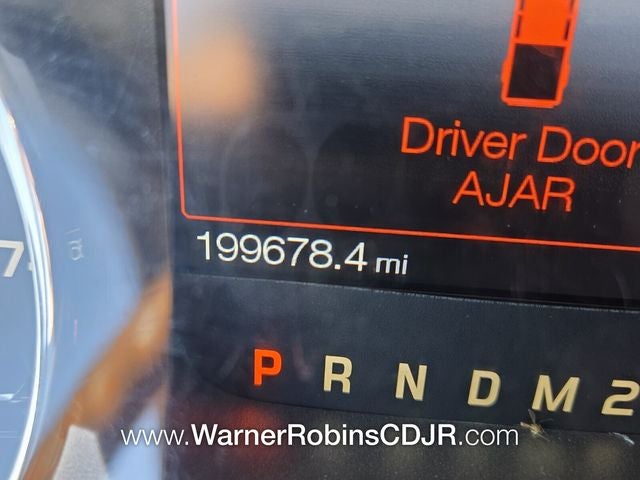 Driver Door
AJAR
199678.4 mi
P R N D M 2
www.WarnerRobinsCDJR.com